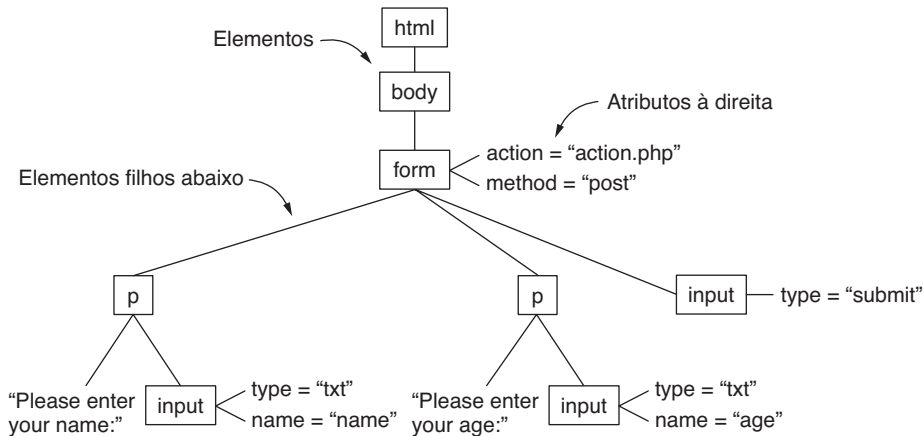 html
Elementos
body
Atributos à direita
action = “action.php”
form
method = “post”
Elementos filhos abaixo
p
p
input
type = “submit”
“Please enter
your name:”
input
type = “txt”
name = “name”
“Please enter
your age:”
input
type = “txt”
name = “age”